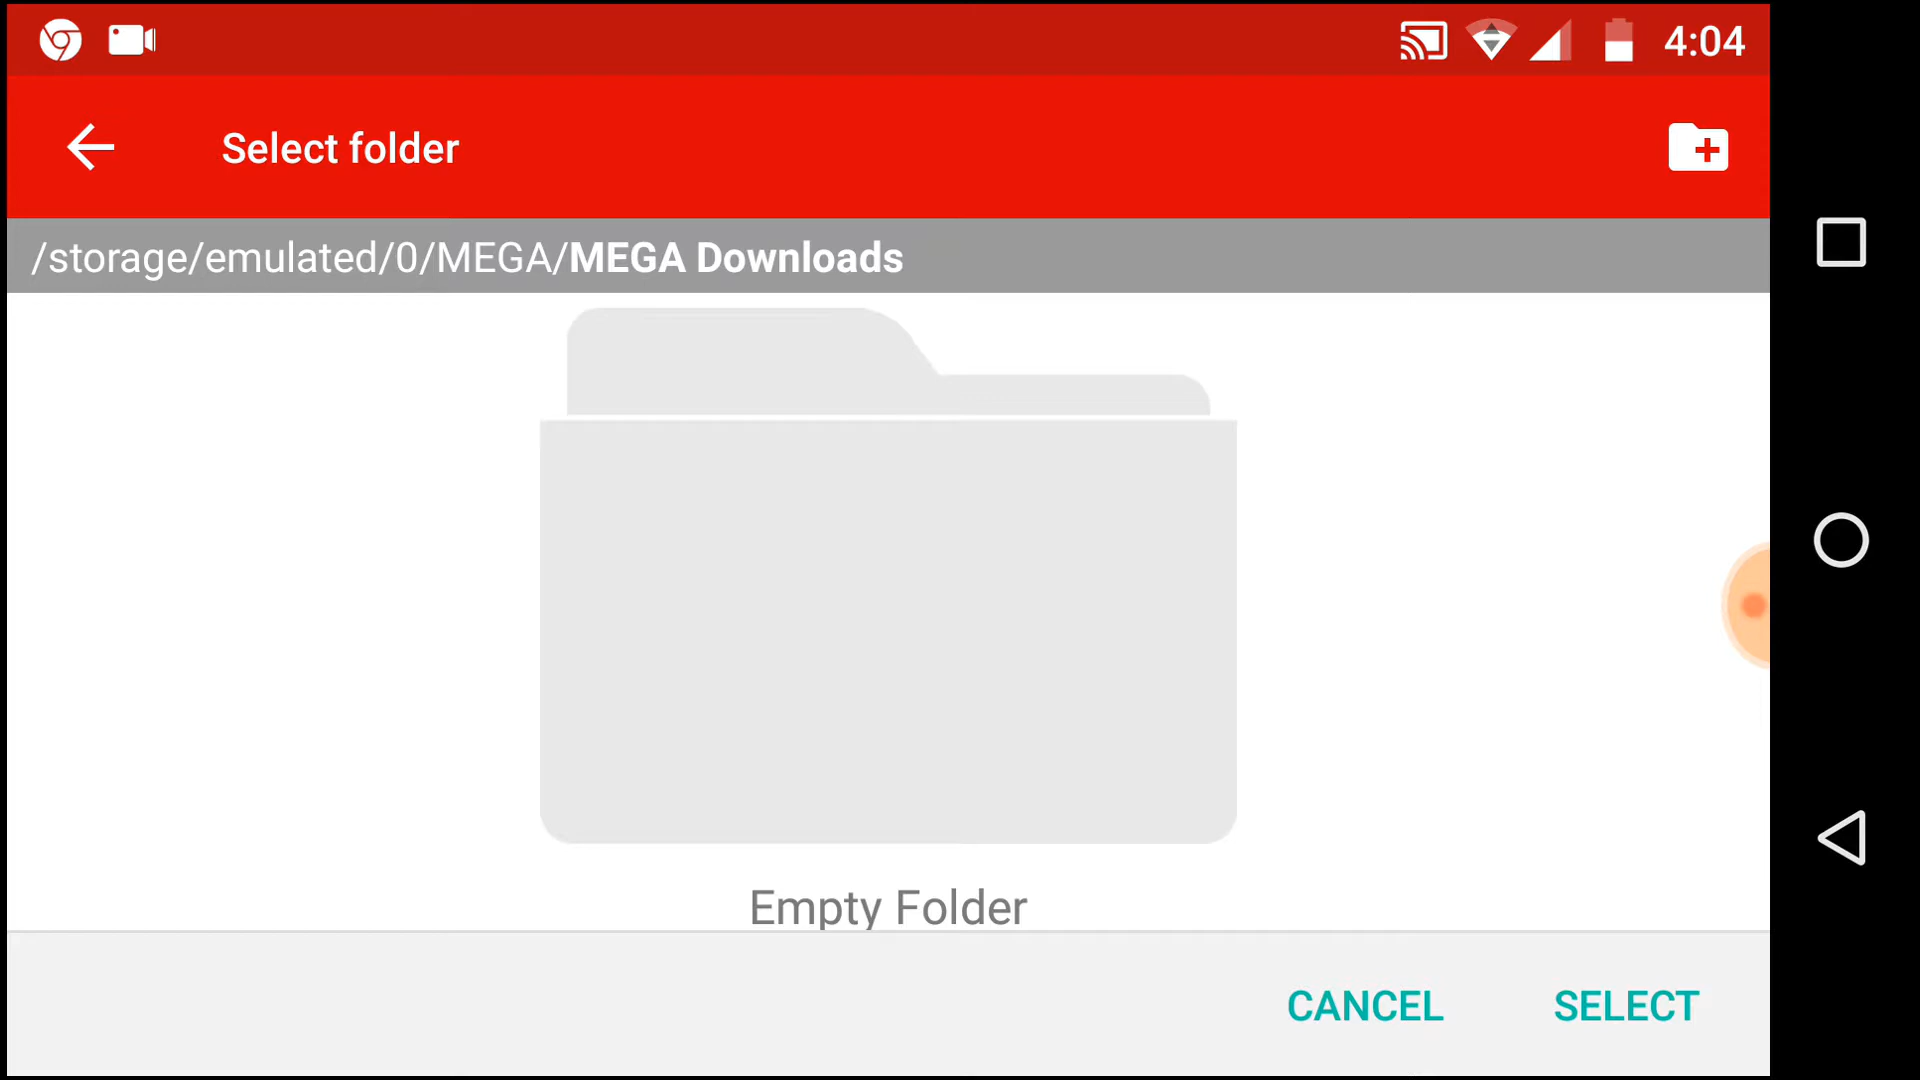 4:04
Select folder
/storage/emulated/0/MEGA/MEGA Downloads
Empty Folder
CANCEL SELECT